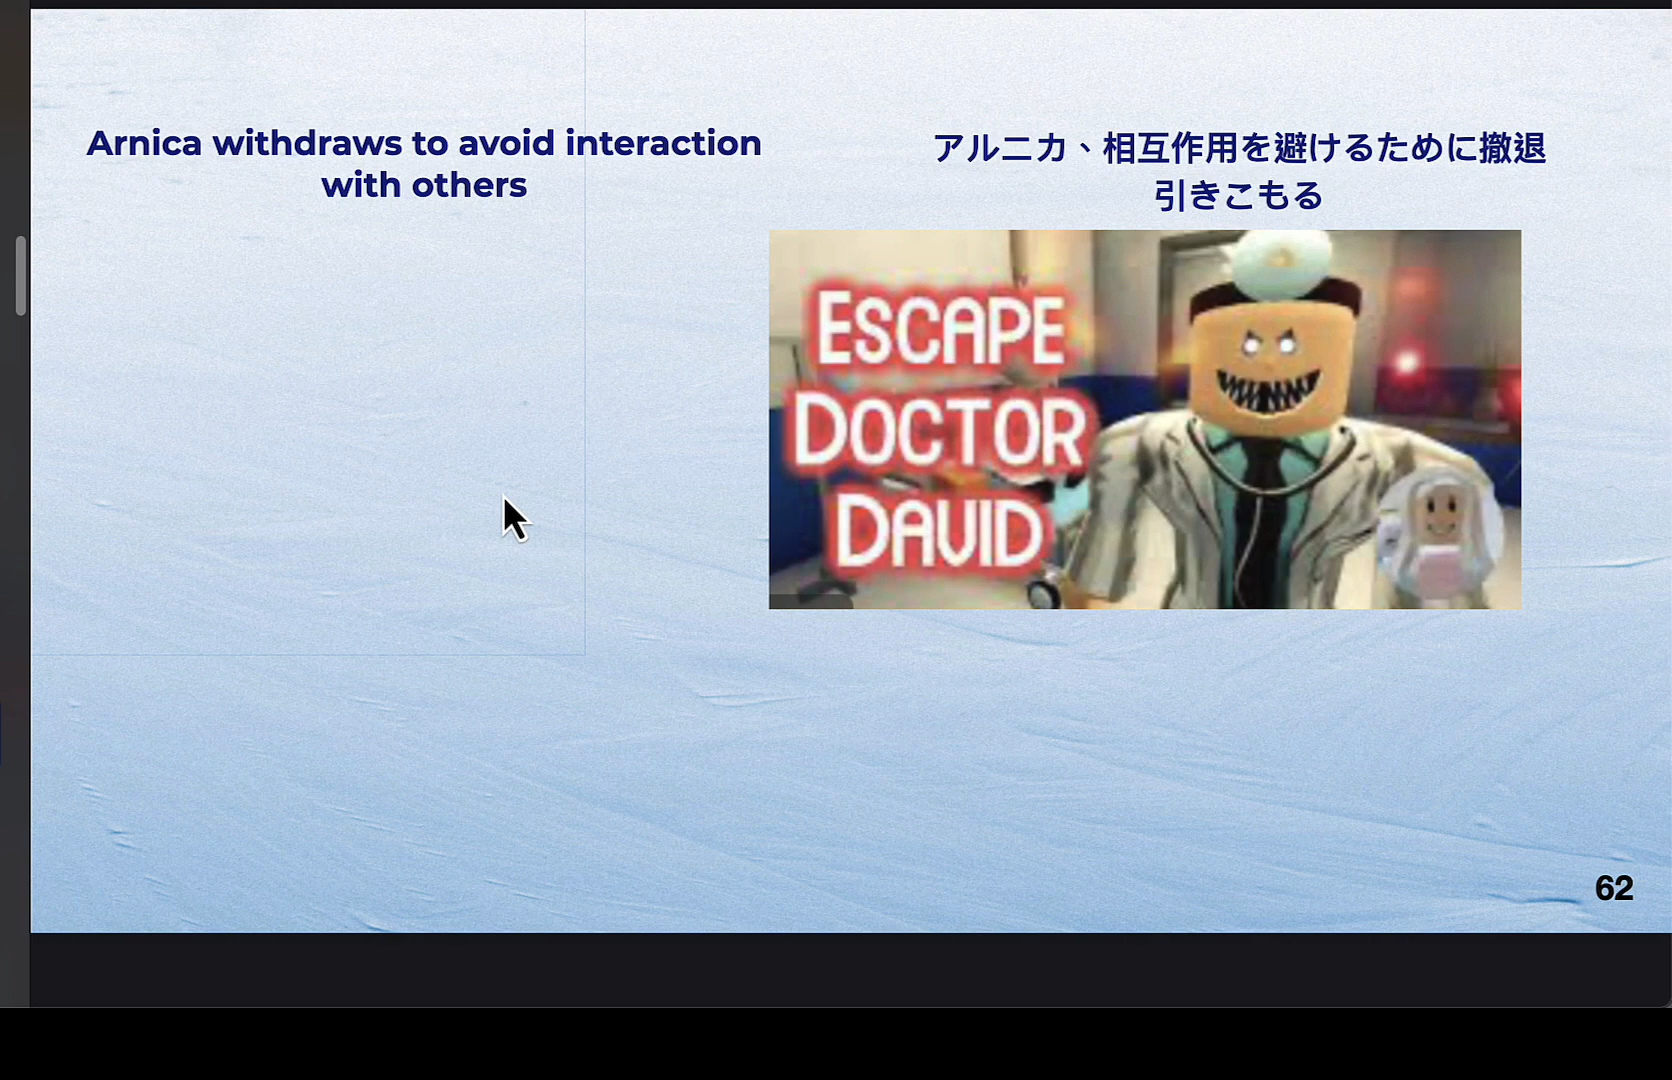 Arnica withdraws to avoid interaction
with others
アルニカ、相互作用を避けるために撤退
引きこもる
ESCAPE
DOCTOR
DAVID
62